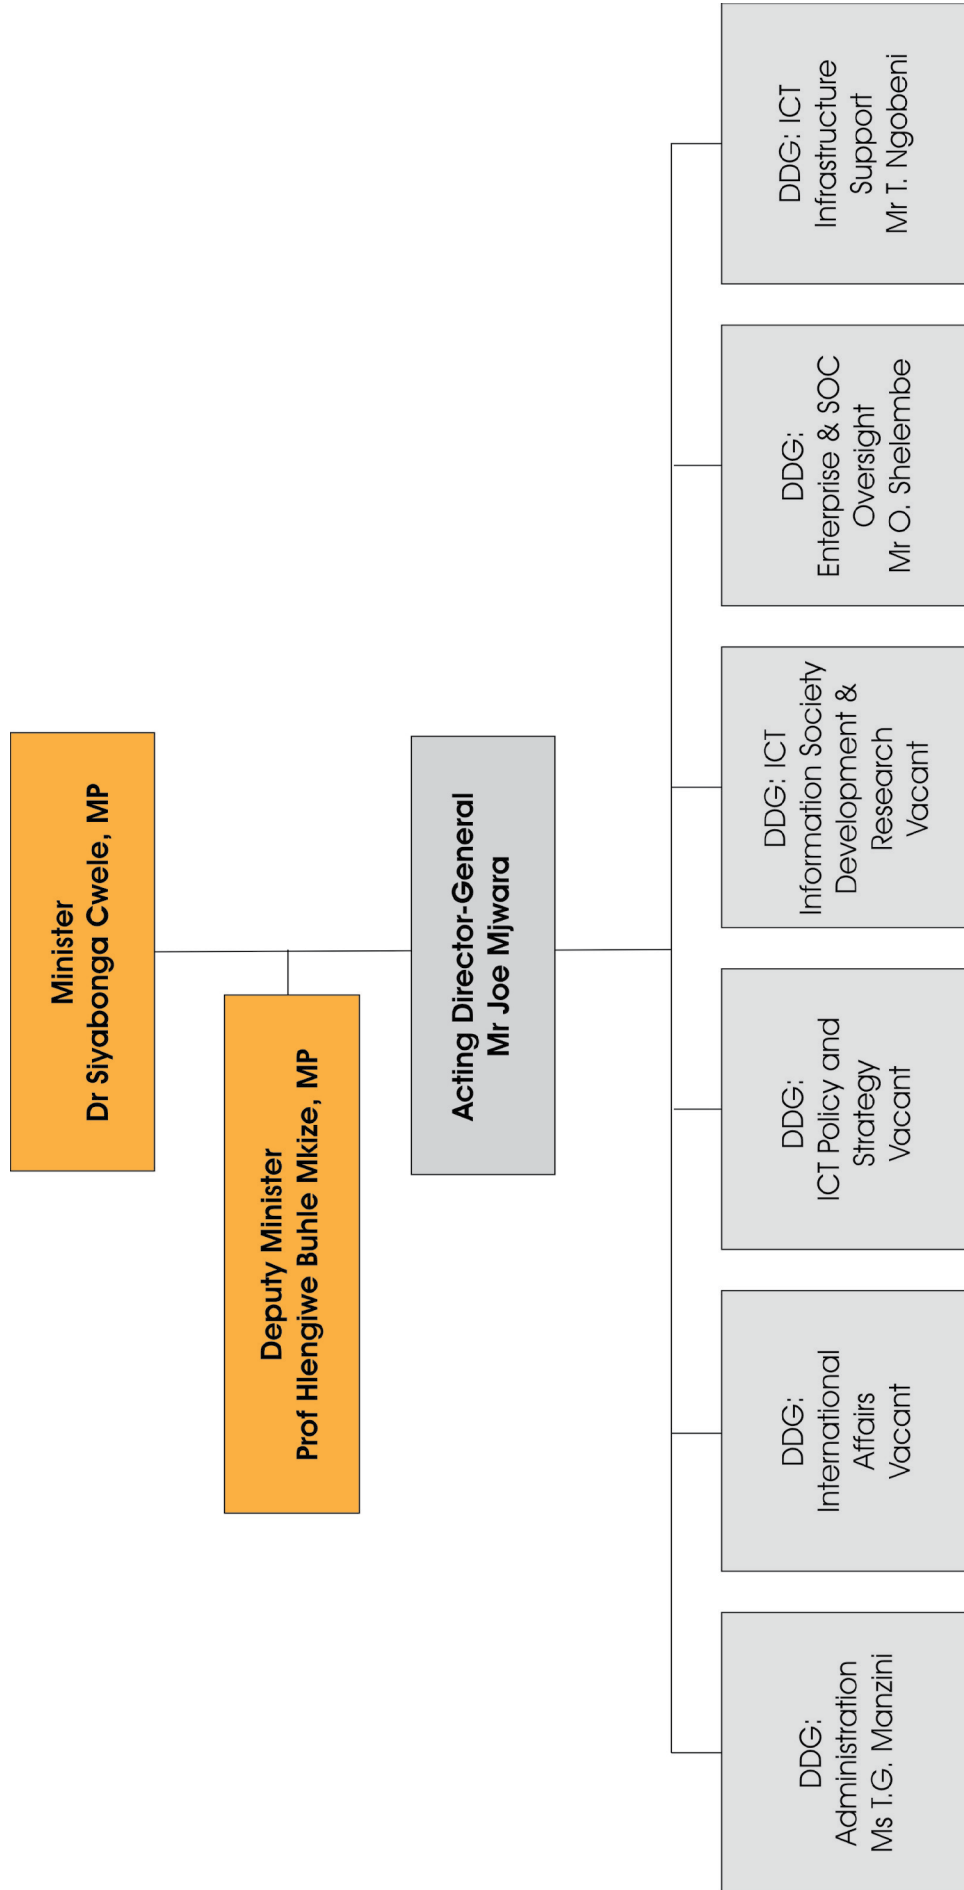 Minister
Dr Siyabonga Cwele, MP
Deputy Minister
Prof Hlengiwe Buhle Mkize, MP
Acting Director-General
Mr Joe Mjwara
DDG:
Administration
Ms T.G. Manzini
DDG:
International
Affairs
Vacant
DDG:
ICT Policy and
Strategy
Vacant
DDG: ICT
Information Society
Development &
Research
Vacant
DDG:
Enterprise & SOC
Oversight
Mr O. Shelembe
DDG: ICT
Infrastructure
Support
Mr T. Ngobeni